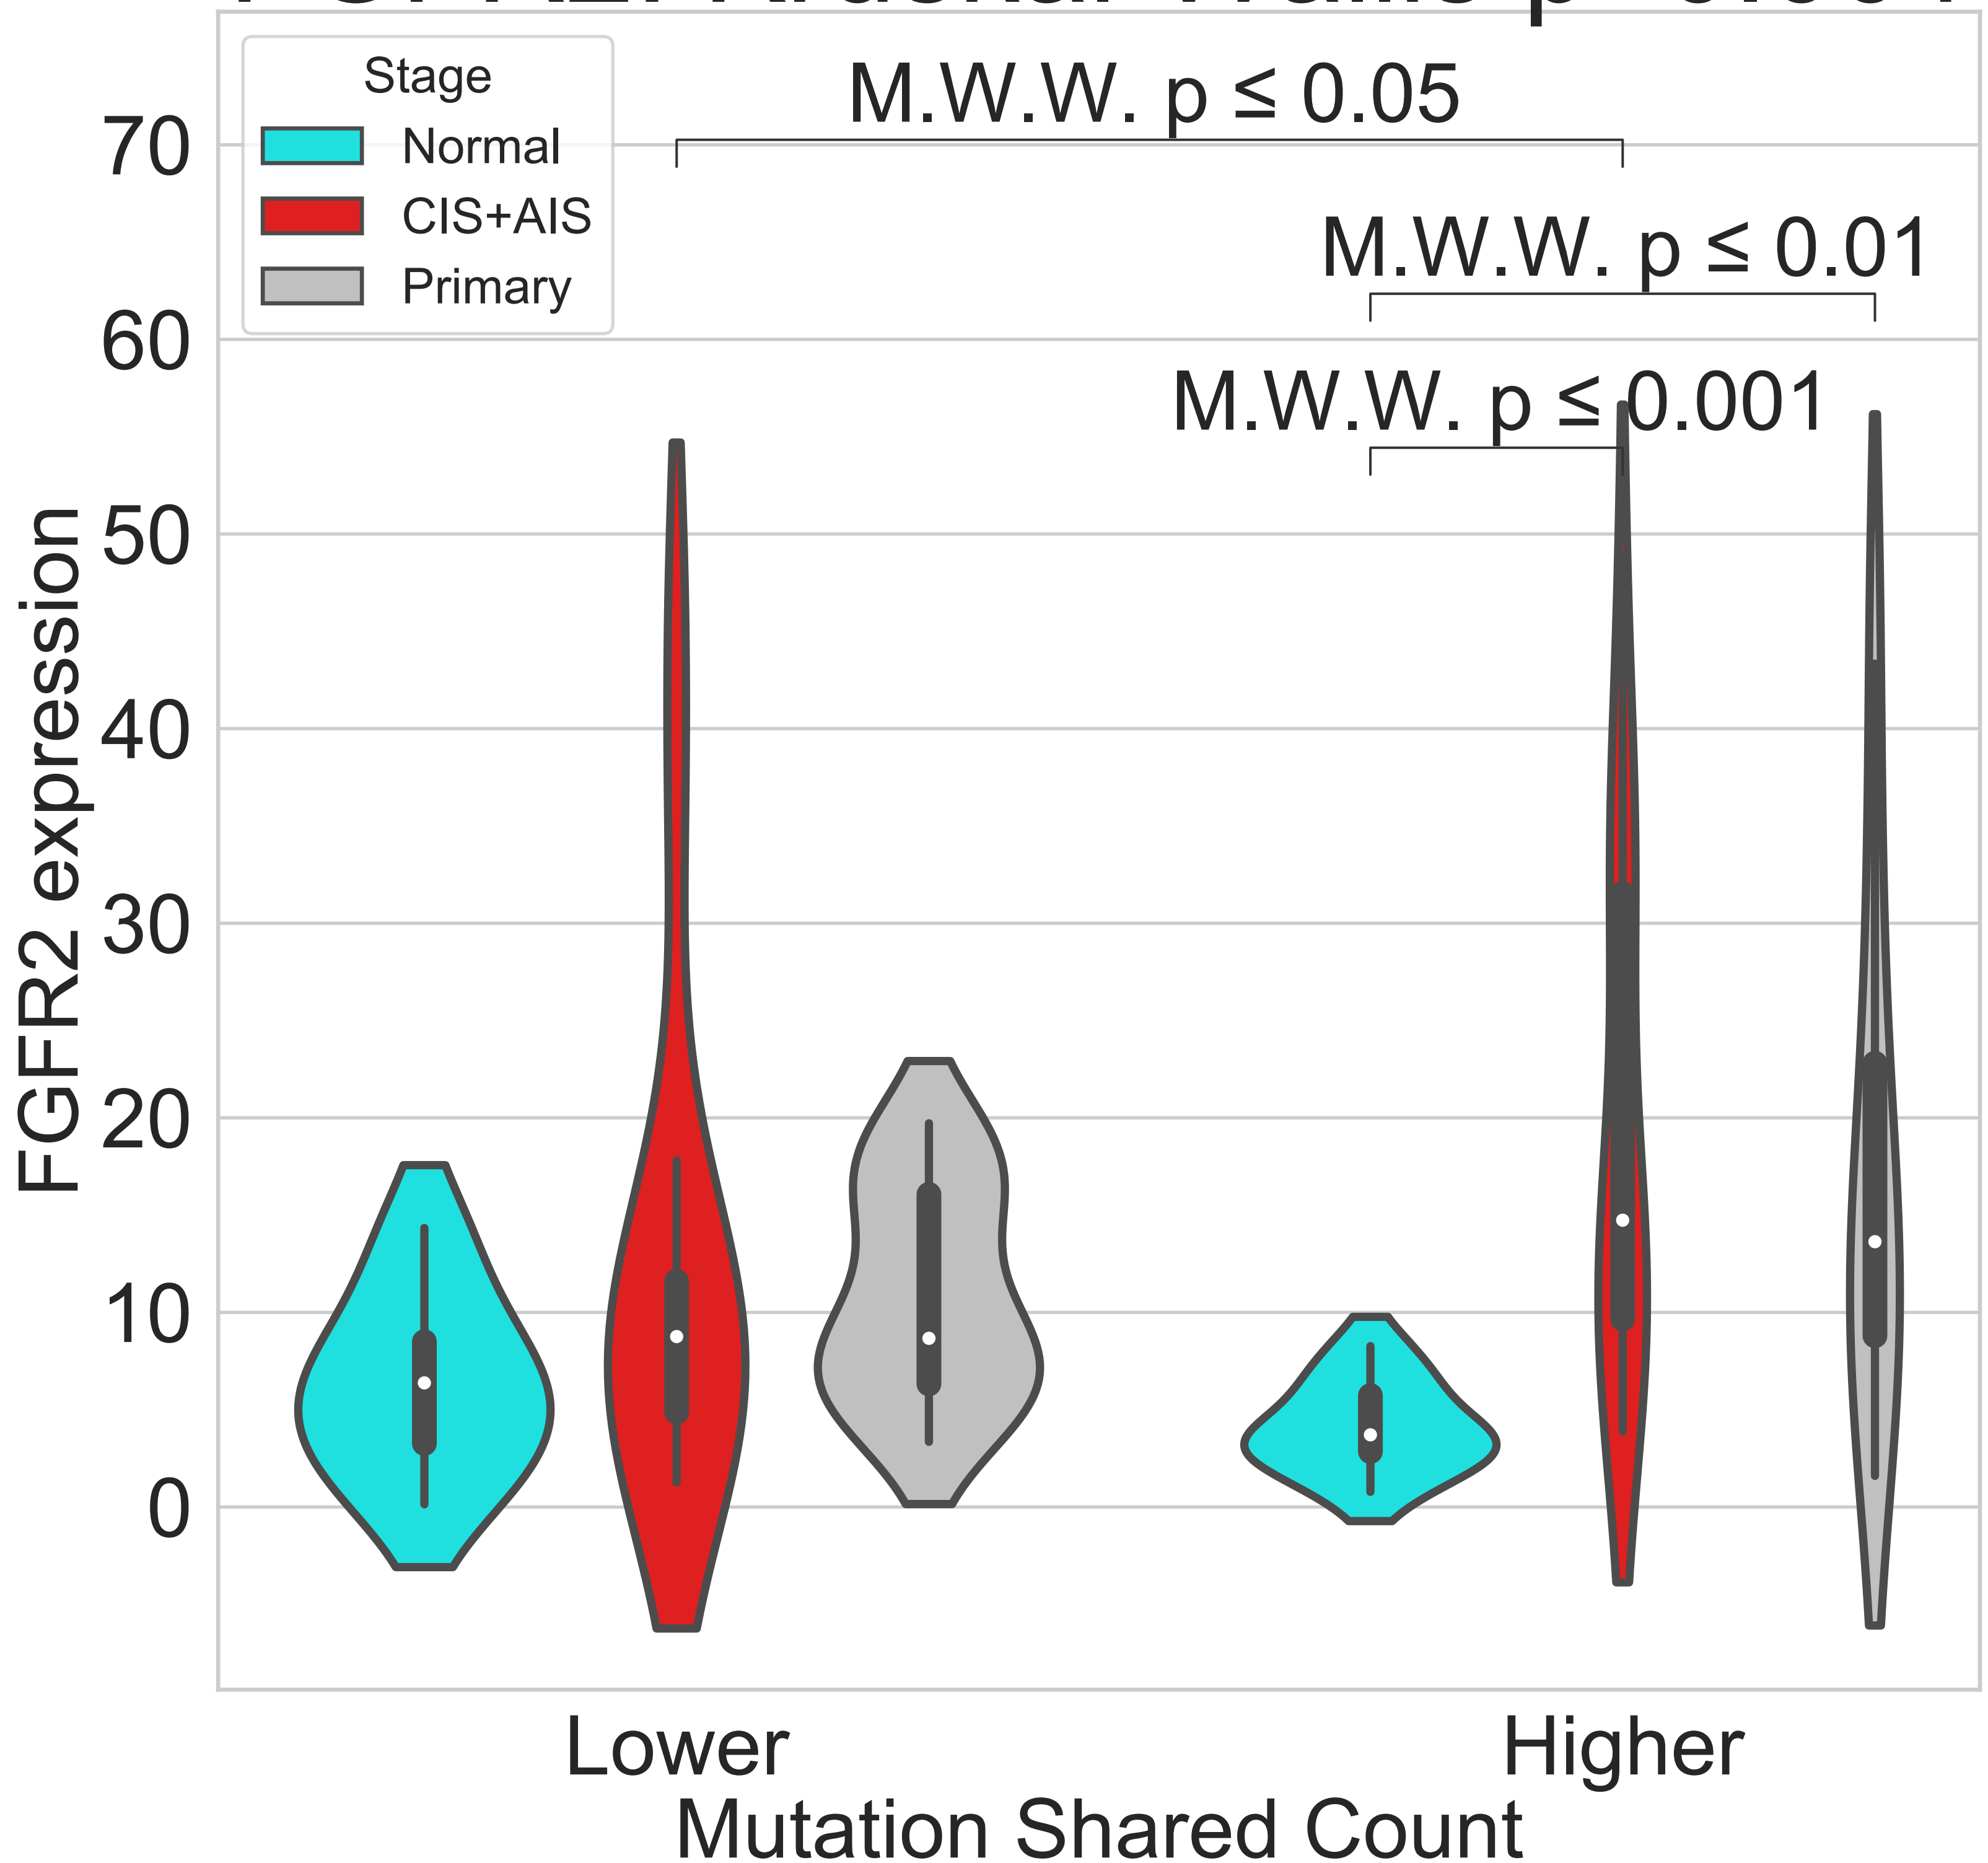 Stage
Normal
CIS+AIS
Primary
M.W.W. p ≤ 0.05
M.W.W. p ≤ 0.01
M.W.W. p ≤ 0.001
70
60
50
40
30
20
10
0
FGFR2 expression
Lower
Higher
Mutation Shared Count